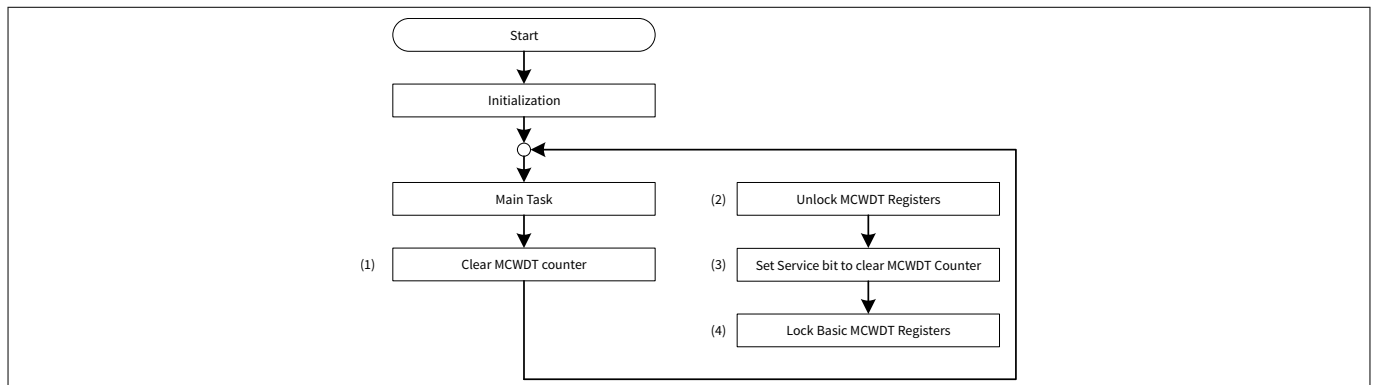 Start
Initialization
Main Task
(1) Clear MCWDT counter
(2) Unlock MCWDT Registers
(3) Set Service bit to clear MCWDT Counter
(4) Lock Basic MCWDT Registers